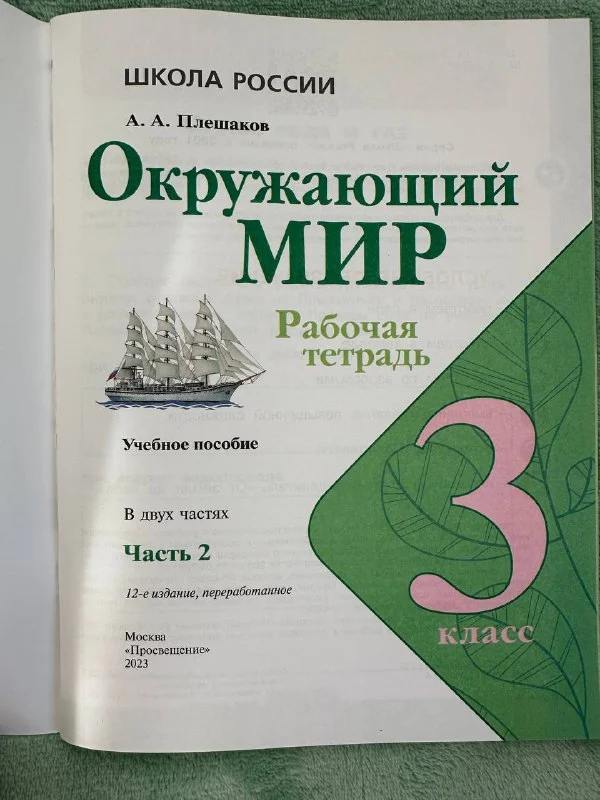 ШКОЛА РОССИИ
А. А. Плешаков
Окружающий
МИР
Рабочая
тетрадь
Учебное пособие
В двух частях
Часть 2
12-е издание, переработанное
3
класс
Москва
«Просвещение»
2023